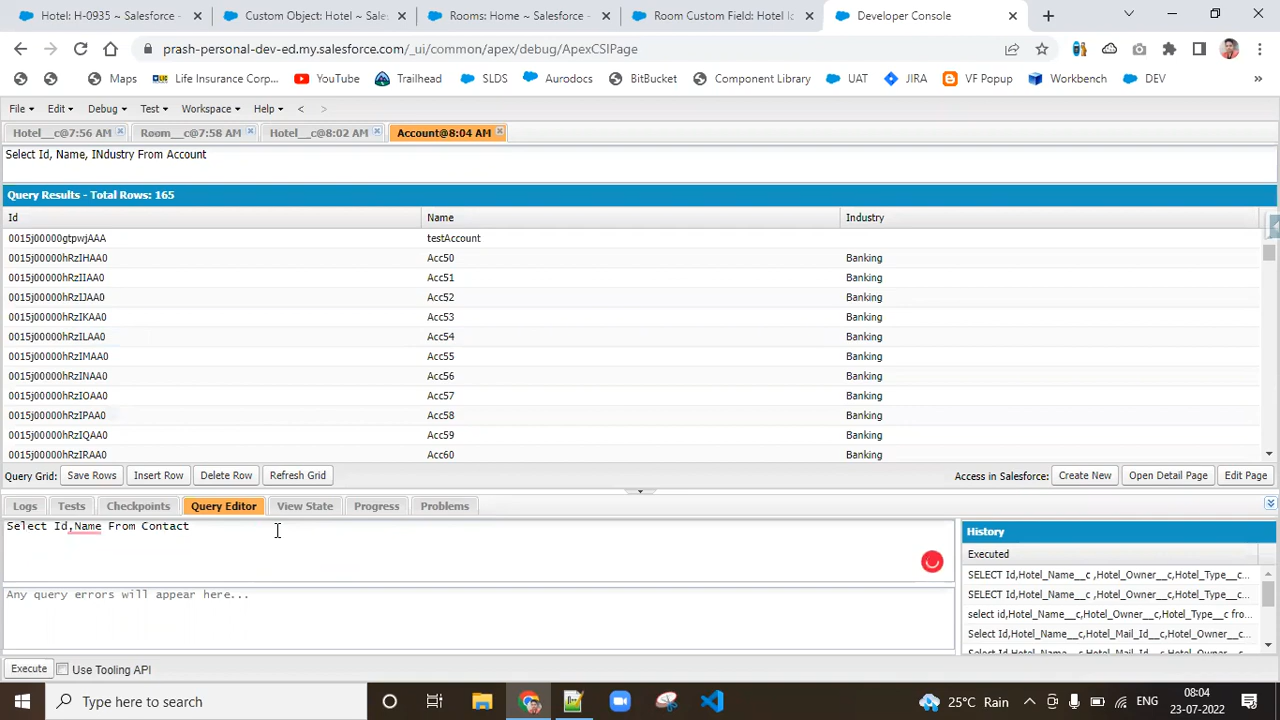 Hotel: H-0935 ~ Salesforce -
Custom Object: Hotel ~ Sale
Rooms: Home ~ Salesforce -
Room Custom Field: Hotel Ic
Developer Console
prash-personal-dev-ed.my.salesforce.com/_ui/common/apex/debug/ApexCSIPage
Maps
Life Insurance Corp...
YouTube
Trailhead
SLDS
Aurodocs
BitBucket
Component Library
UAT
JIRA
VF Popup
Workbench
DEV
»
File
Edit
Debug
Test
Workspace
Help
<
>
Hotel__c@7:56 AM
Room__c@7:58 AM
Hotel__c@8:02 AM
Account@8:04 AM
Select Id, Name, INdustry From Account
Query Results - Total Rows: 165
Id Name Industry
0015j00000gtpwjAAA testAccount
0015j00000hRzIHAA0 Acc50 Banking
0015j00000hRzIIAA0 Acc51 Banking
0015j00000hRzIJAA0 Acc52 Banking
0015j00000hRzIKAA0 Acc53 Banking
0015j00000hRzILAA0 Acc54 Banking
0015j00000hRzIMAA0 Acc55 Banking
0015j00000hRzINAA0 Acc56 Banking
0015j00000hRzIOAA0 Acc57 Banking
0015j00000hRzIPAA0 Acc58 Banking
0015j00000hRzIQAA0 Acc59 Banking
0015j00000hRzIRAA0 Acc60 Banking
Query Grid: Save Rows Insert Row Delete Row Refresh Grid Access in Salesforce: Create New Open Detail Page Edit Page
Logs Tests Checkpoints Query Editor View State Progress Problems
Select Id,Name From Contact
Any query errors will appear here...
History
Executed
SELECT Id,Hotel_Name__c ,Hotel_Owner__c,Hotel_Type__c...
SELECT Id,Hotel_Name__c ,Hotel_Owner__c,Hotel_Type__c...
select id,Hotel_Name__c,Hotel_Owner__c,Hotel_Type__c fro...
Select Id,Hotel_Name__c,Hotel_Mail_Id__c,Hotel_Owner__c...
Select Id,Hotel_Name__c,Hotel_Mail_Id__c,Hotel_Owner__c...
Execute Use Tooling API
Type here to search
25°C Rain
ENG
08:04
23-07-2022